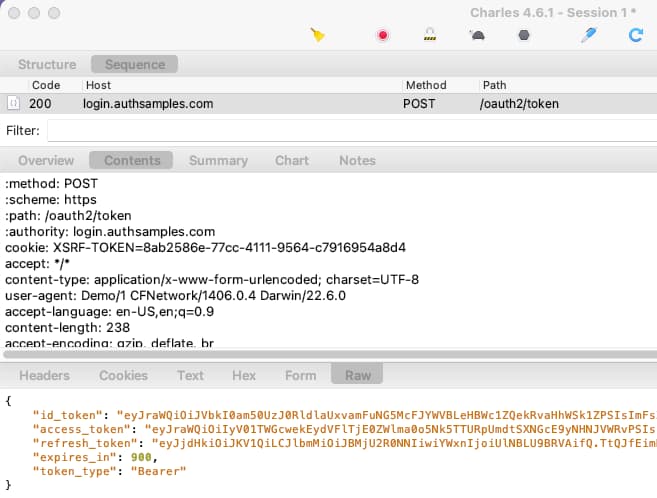 Charles 4.6.1 - Session 1 *
Structure Sequence
Code Host Method Path
200 login.authsamples.com POST /oauth2/token
Filter:
Overview Contents Summary Chart Notes
:method: POST
:scheme: https
:path: /oauth2/token
:authority: login.authsamples.com
cookie: XSRF-TOKEN=8ab2586e-77cc-4111-9564-c7916954a8d4
accept: */*
content-type: application/x-www-form-urlencoded; charset=UTF-8
user-agent: Demo/1 CFNetwork/1406.0.4 Darwin/22.6.0
accept-language: en-US,en;q=0.9
content-length: 238
accept-encoding: gzip, deflate, br
Headers Cookies Text Hex Form Raw
{
"id_token":
"access_token":
"refresh_token":
"expires_in": 900,
"token_type": "Bearer"
}